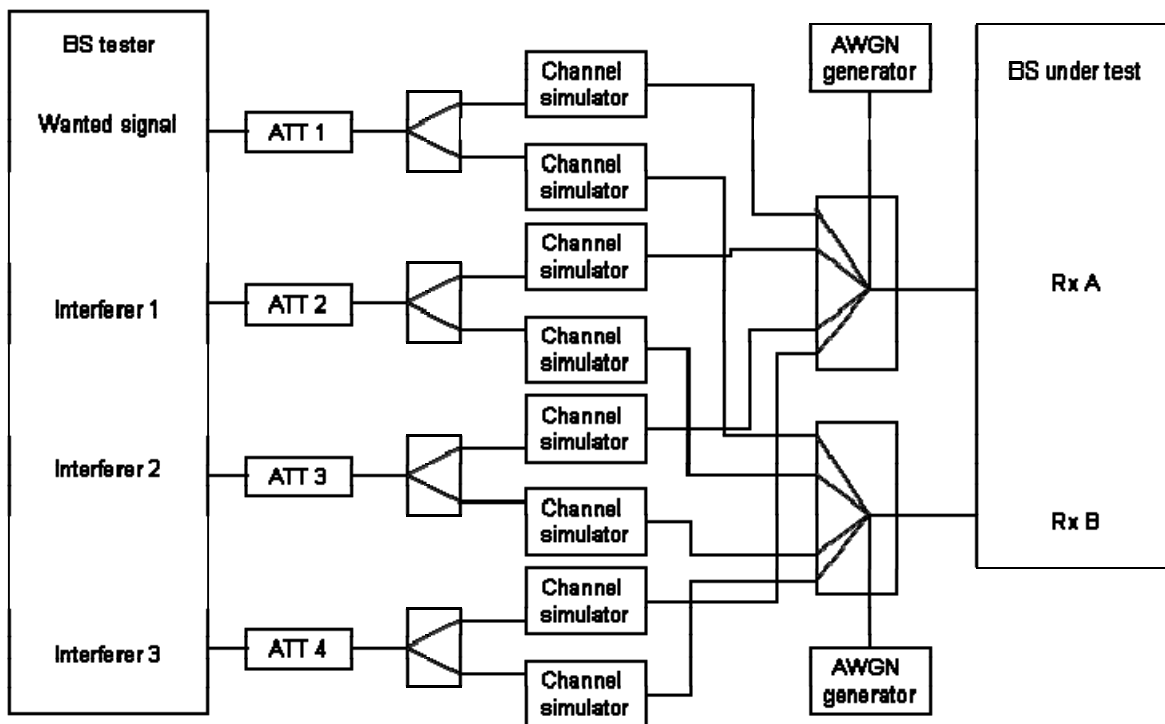 BS tester
Wanted signal
Interferer 1
Interferer 2
Interferer 3
ATT 1
ATT 2
ATT 3
ATT 4
Channel
simulator
Channel
simulator
Channel
simulator
Channel
simulator
Channel
simulator
Channel
simulator
Channel
simulator
Channel
simulator
AWGN
generator
AWGN
generator
BS under test
Rx A
Rx B